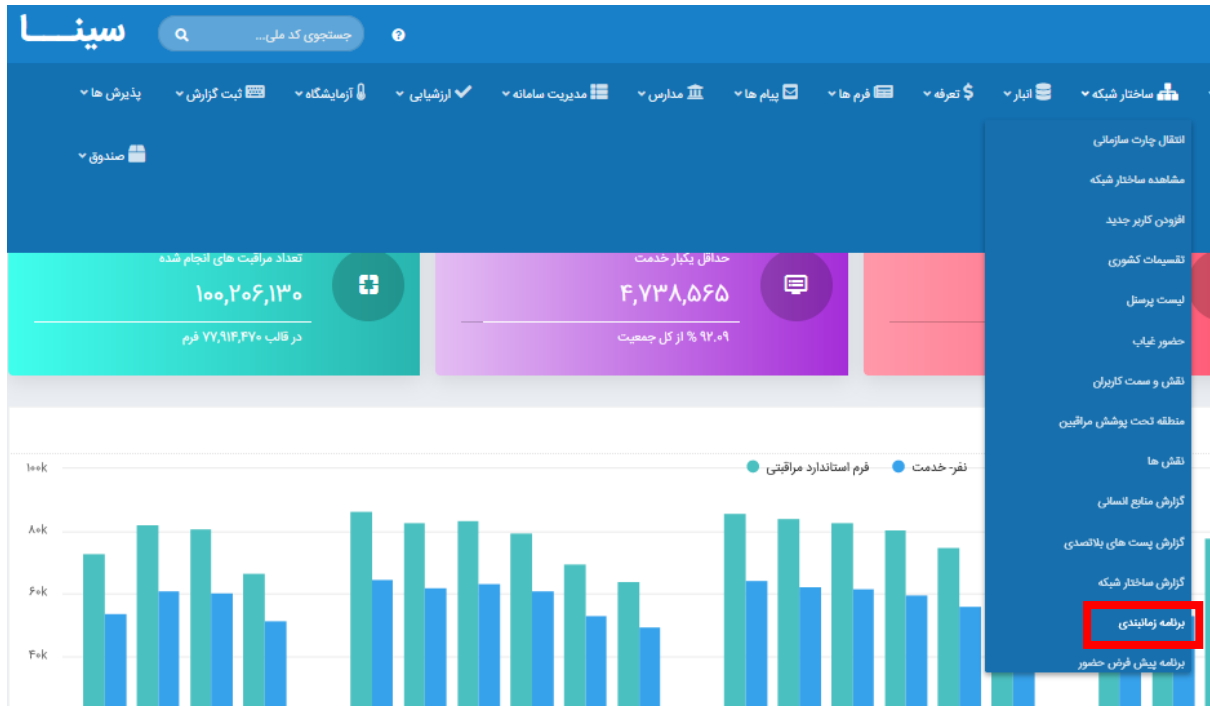 سینــــا
جستجوی کد ملی...
ساختار شبکه
انبار
تعرفه
فرم ها
پیام ها
مدارس
مدیریت سامانه
ارزشیابی
آزمایشگاه
ثبت گزارش
پذیرش ها
صندوق
انتقال چارت سازمانی
مشاهده ساختار شبکه
افزودن کاربر جدید
تقسیمات کشوری
لیست پرسنل
حضور غیاب
نقش و سمت کاربران
منطقه تحت پوشش مراقبین
نقش ها
گزارش منابع انسانی
گزارش پست های بلاتصدی
گزارش ساختار شبکه
برنامه زمانبندی
برنامه پیش فرض حضور
حداقل یکبار خدمت
۴,۷۳۸,۵۶۵
۹۲.۰۹ % از کل جمعیت
تعداد مراقبت های انجام شده
۱۰۰,۲۰۶,۱۳۰
در قالب ۷۷,۹۱۴,۴۷۰ فرم
نفر- خدمت
فرم استاندارد مراقبتی
۱۰۰k
۸۰k
۶۰k
۴۰k